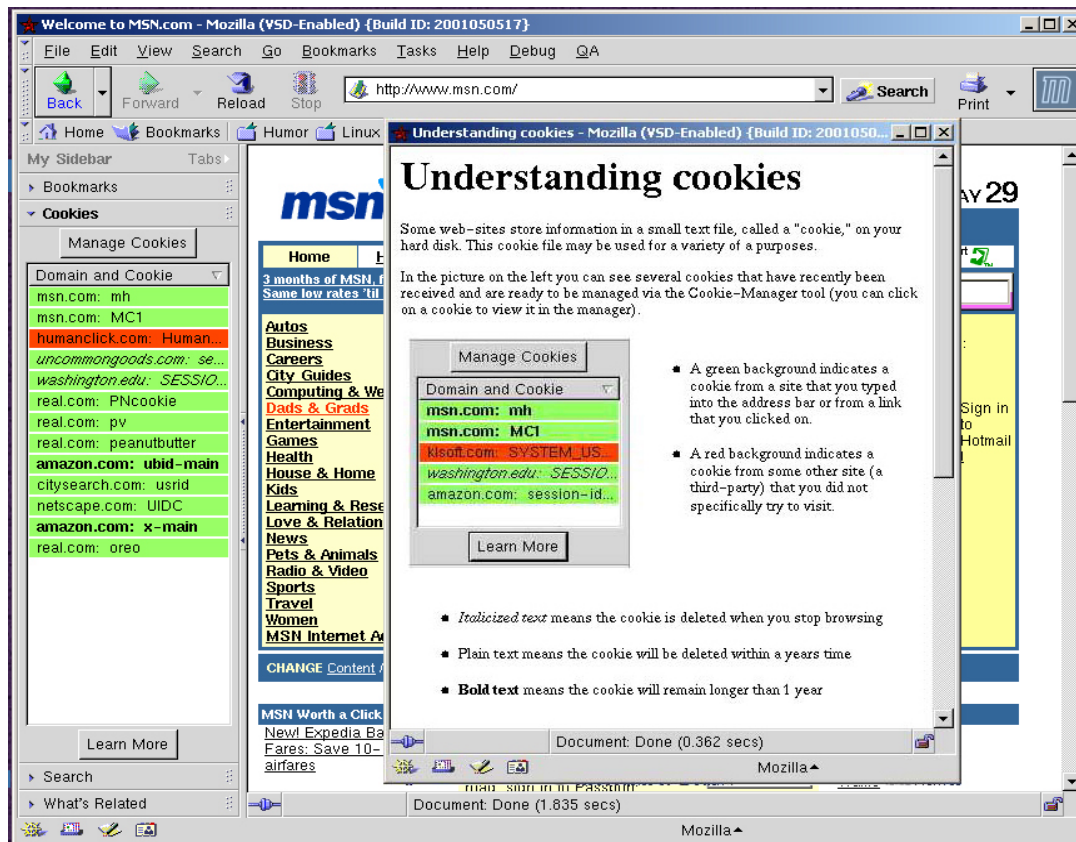 Welcome to MSN.com - Mozilla (VSD-Enabled) {Build ID: 2001050517}
File Edit View Search Go Bookmarks Tasks Help Debug QA
Back Forward Reload Stop http://www.msn.com/ Search Print
Home Bookmarks Humor Linux
My Sidebar Tabs
Bookmarks
Cookies
Manage Cookies
Domain and Cookie
msn.com: mh
msn.com: MC1
humanclick.com: Human...
uncommongoods.com: se...
washington.edu: SESSIO...
real.com: PNcookie
real.com: pv
real.com: peanutbutter
amazon.com: ubid-main
citysearch.com: usrid
netscape.com: UIDC
amazon.com: x-main
real.com: oreo
Learn More
Search
What's Related
msn
AY 29
Home
3 months of MSN, f
Same low rates 'til
Autos
Business
Careers
City Guides
Computing & We
Dads & Grads
Entertainment
Games
Health
House & Home
Kids
Learning & Rese
Love & Relation
News
Pets & Animals
Radio & Video
Sports
Travel
Women
MSN Internet A
CHANGE Content
MSN Worth a Click
New! Expedia Ba
Fares: Save 10-
airfares
Sign in
to
Hotmail
Understanding cookies - Mozilla (VSD-Enabled) {Build ID: 2001050...
Understanding cookies
Some web-sites store information in a small text file, called a "cookie," on your
hard disk. This cookie file may be used for a variety of a purposes.
In the picture on the left you can see several cookies that have recently been
received and are ready to be managed via the Cookie-Manager tool (you can click
on a cookie to view it in the manager).
Manage Cookies
Domain and Cookie
msn.com: mh
msn.com: MC1
klsoft.com: SYSTEM_US...
washington.edu: SESSIO...
amazon.com: session-id...
Learn More
A green background indicates a
cookie from a site that you typed
into the address bar or from a link
that you clicked on.
A red background indicates a
cookie from some other site (a
third-party) that you did not
specifically try to visit.
Italicized text means the cookie is deleted when you stop browsing
Plain text means the cookie will be deleted within a years time
Bold text means the cookie will remain longer than 1 year
Document: Done (0.362 secs)
Mozilla
Document: Done (1.835 secs)
Mozilla